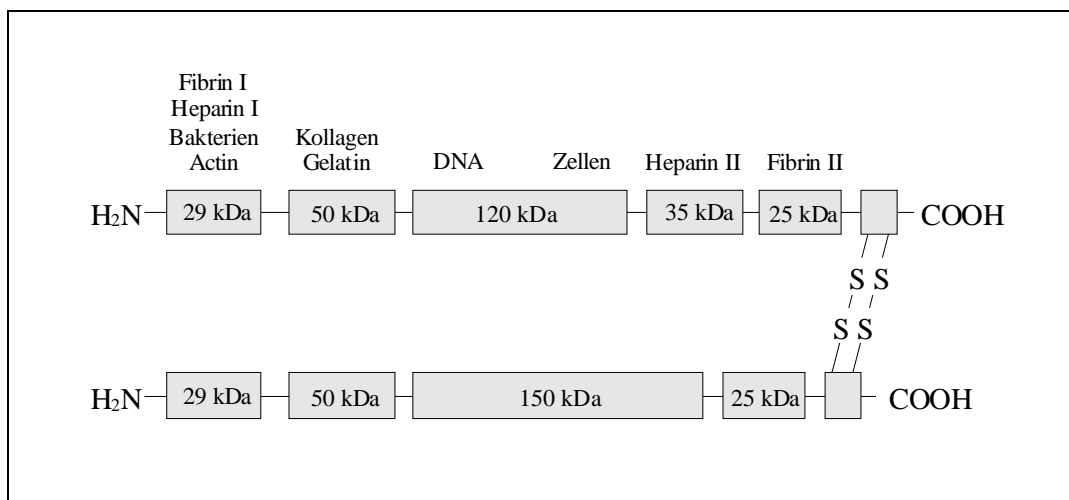 Fibrin I
Heparin I
Bakterien
Actin
Kollagen
Gelatin
DNA
Zellen
Heparin II
Fibrin II
H₂N
29 kDa
50 kDa
120 kDa
35 kDa
25 kDa
COOH
S S
S S
H₂N
29 kDa
50 kDa
150 kDa
25 kDa
COOH